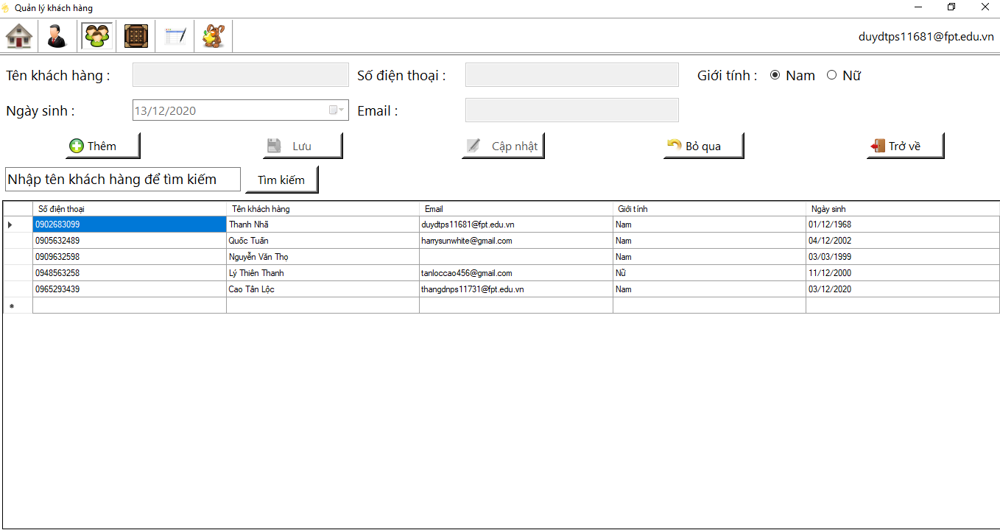 Quản lý khách hàng
duydtps11681@fpt.edu.vn
Tên khách hàng : Số điện thoại : Giới tính : Nam Nữ
Ngày sinh : 13/12/2020 Email :
Thêm Lưu Cập nhật Bỏ qua Trở về
Nhập tên khách hàng để tìm kiếm Tìm kiếm
Số điện thoại Tên khách hàng Email Giới tính Ngày sinh
0902683099 Thanh Nhã duydtps11681@fpt.edu.vn Nam 01/12/1968
0905632489 Quốc Tuấn harrysunwhite@gmail.com Nam 04/12/2002
0909632598 Nguyễn Văn Thọ Nam 03/03/1999
0948563258 Lý Thiên Thanh tanloccao456@gmail.com Nữ 11/12/2000
0965293439 Cao Tân Lộc thangdnps11731@fpt.edu.vn Nam 03/12/2020